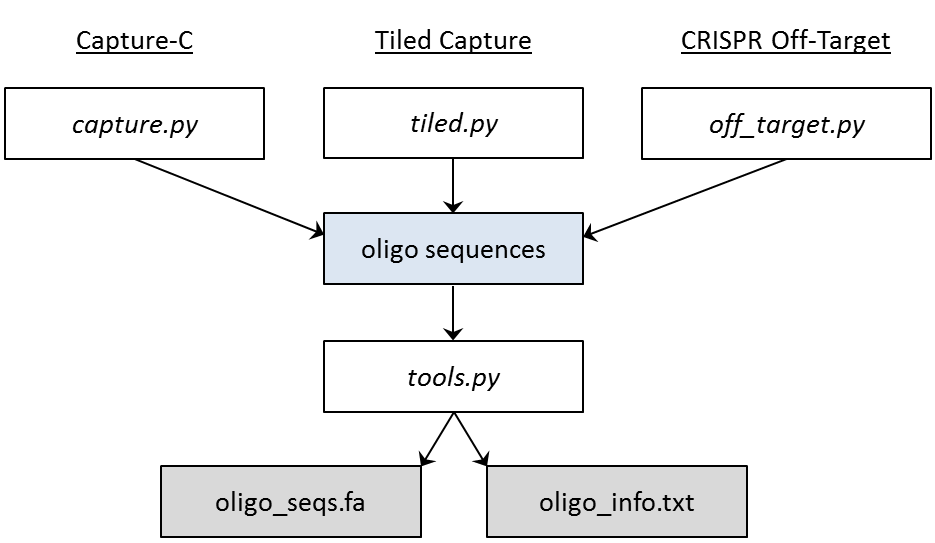 Capture-C
Tiled Capture
CRISPR Off-Target
capture.py
tiled.py
off_target.py
oligo sequences
tools.py
oligo_seqs.fa
oligo_info.txt